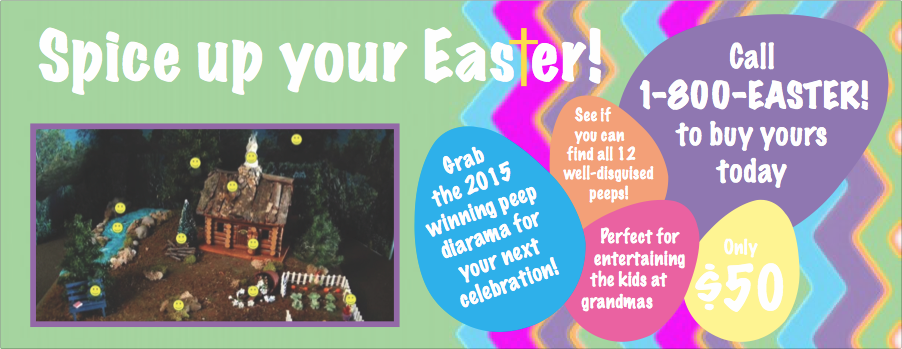 Spice up your Easter!
Call
1-800-EASTER!
to buy yours
today
See if
you can
find all 12
well-disguised
peeps!
Grab
the 2015
winning peep
diarama for
your next
celebration!
Perfect for
entertaining
the kids at
grandmas
Only
$50